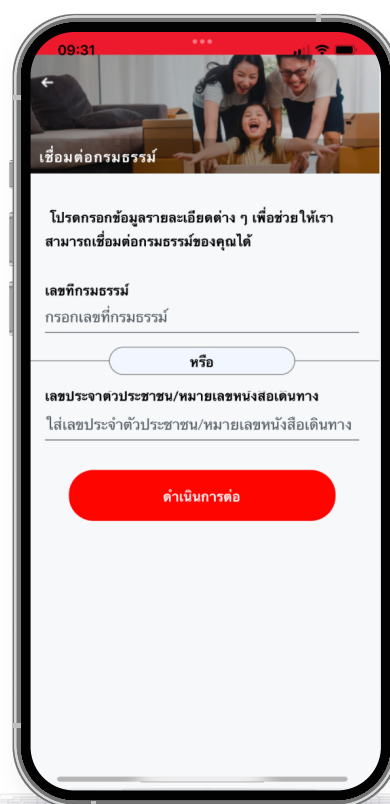 09:31
เชื่อมต่อกรมธรรม์
โปรดกรอกข้อมูลรายละเอียดต่าง ๆ เพื่อช่วยให้เรา
สามารถเชื่อมต่อกรมธรรม์ของคุณได้
เลขที่กรมธรรม์
กรอกเลขที่กรมธรรม์
หรือ
เลขประจำตัวประชาชน/หมายเลขหนังสือเดินทาง
ใส่เลขประจำตัวประชาชน/หมายเลขหนังสือเดินทาง
ดำเนินการต่อ